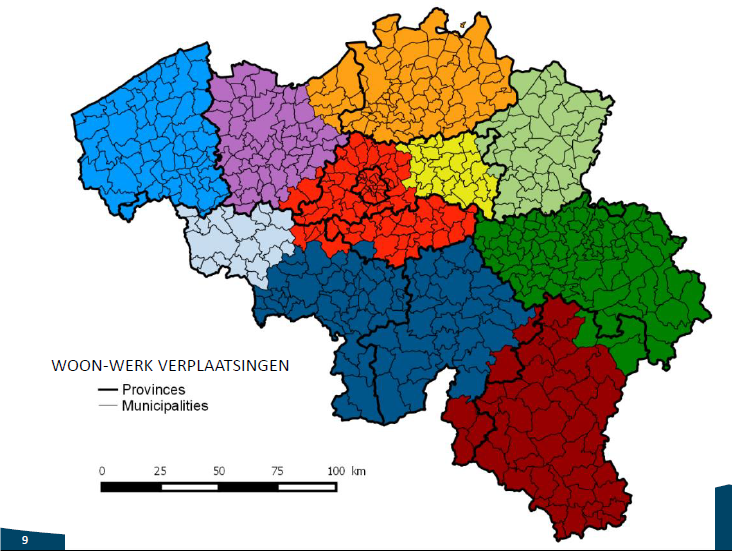 WOON-WERK VERPLAATSINGEN
Provinces
Municipalities
0 25 50 75 100 km
9